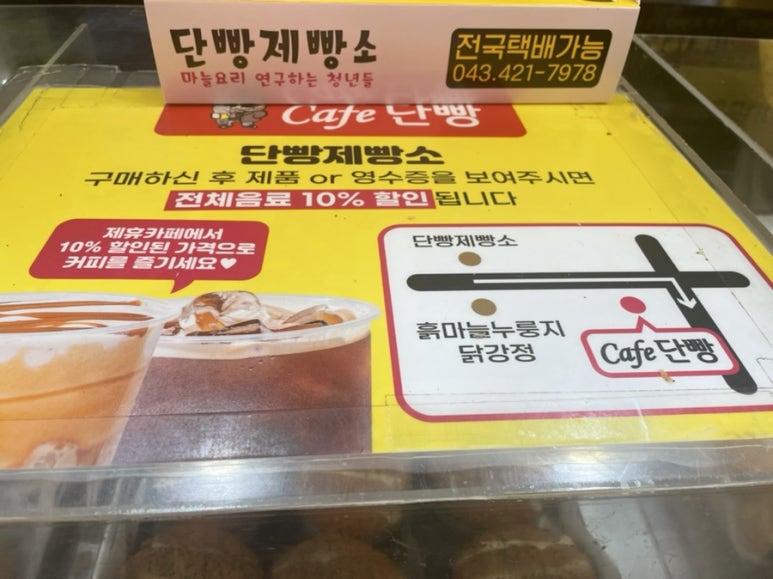 단빵제빵소
마늘요리 연구하는 청년들
전국택배가능
043.421-7978
Cafe 단빵
단빵제빵소
구매하신 후 제품 or 영수증을 보여주시면
전체음료 10% 할인됩니다
제휴카페에서
10% 할인된 가격으로
커피를 즐기세요♥
단빵제빵소
흙마늘누룽지
닭강정
Cafe 단빵